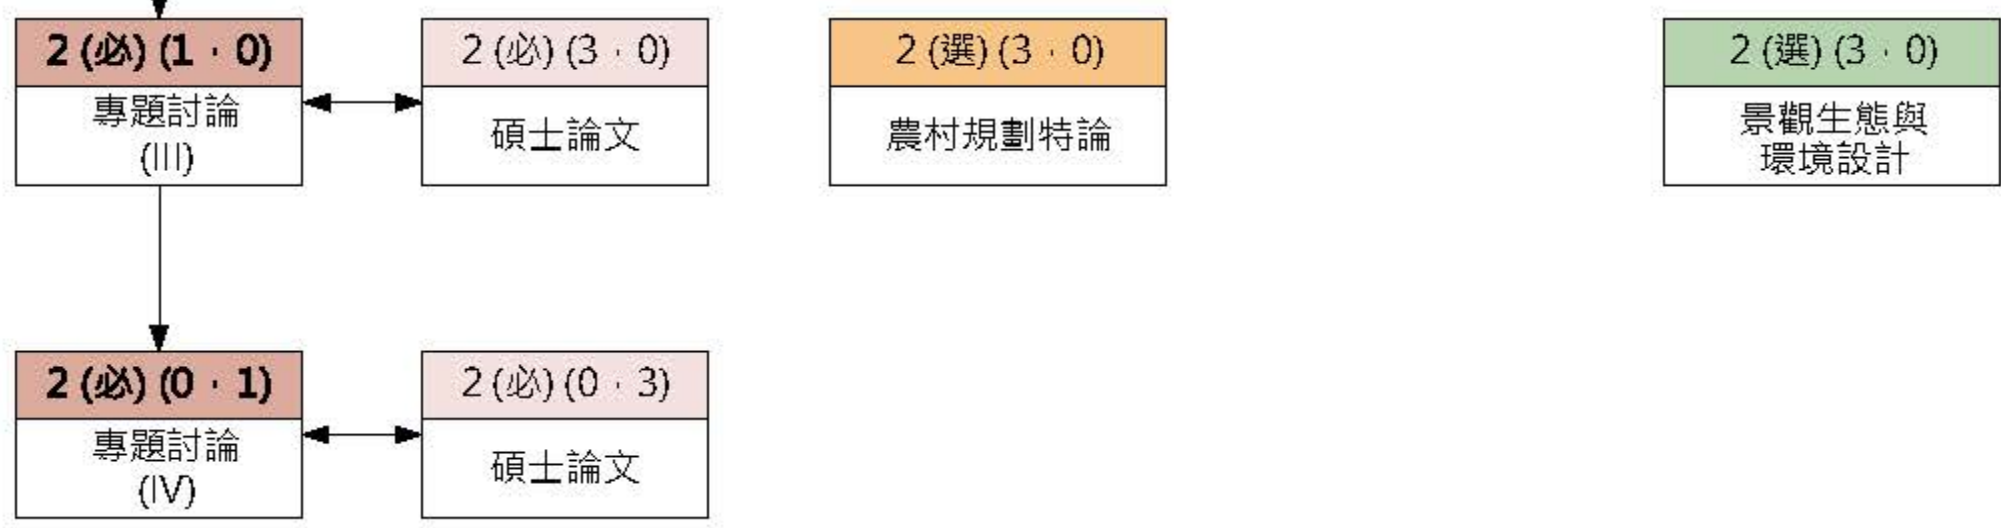 2 (必) (1，0)
專題討論
(III)
2 (必) (3，0)
碩士論文
2 (選) (3，0)
農村規劃特論
2 (選) (3，0)
景觀生態與
環境設計
2 (必) (0，1)
專題討論
(IV)
2 (必) (0，3)
碩士論文